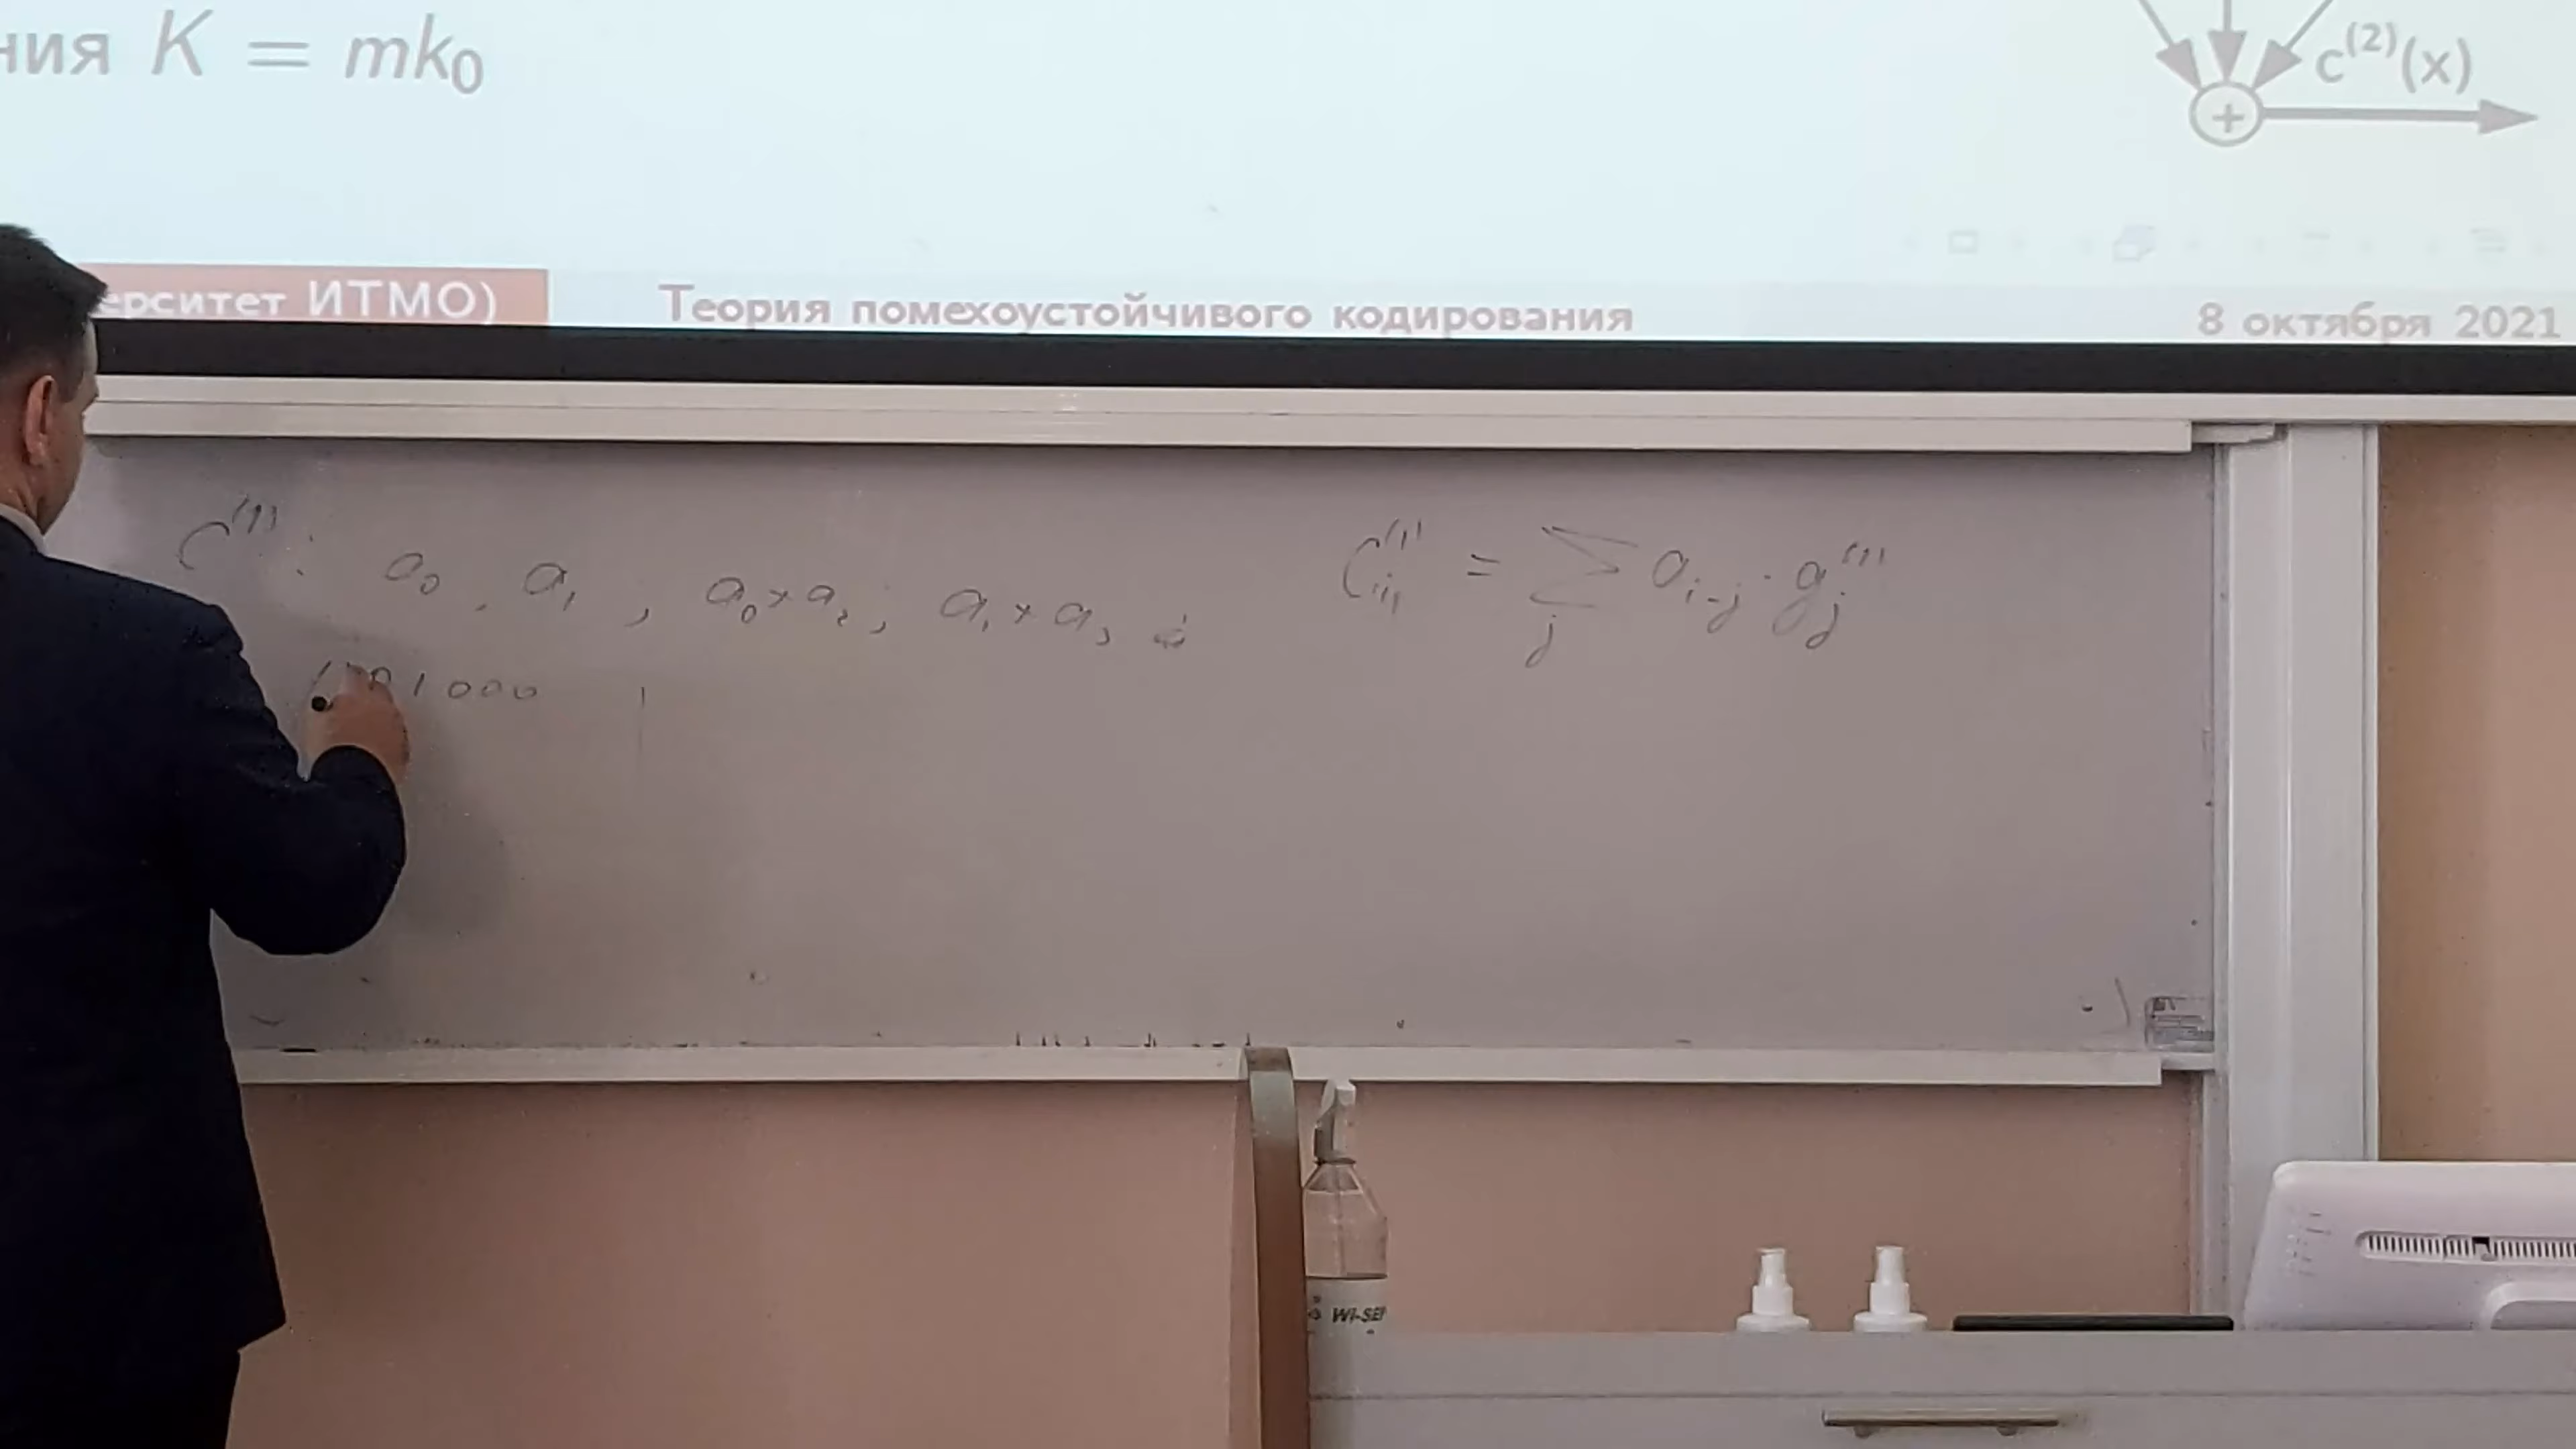 ния K = mk₀
c⁽²⁾(x)
+
ерситет ИТМО)
Теория помехоустойчивого кодирования
8 октября 2021
C⁽¹⁾: a₀, a₁, a₀+a₂, a₁+a₃
C⁽¹⁾ = ∑ⱼ aᵢ₋ⱼ · gⱼ⁽¹⁾
1000
WI-SEP